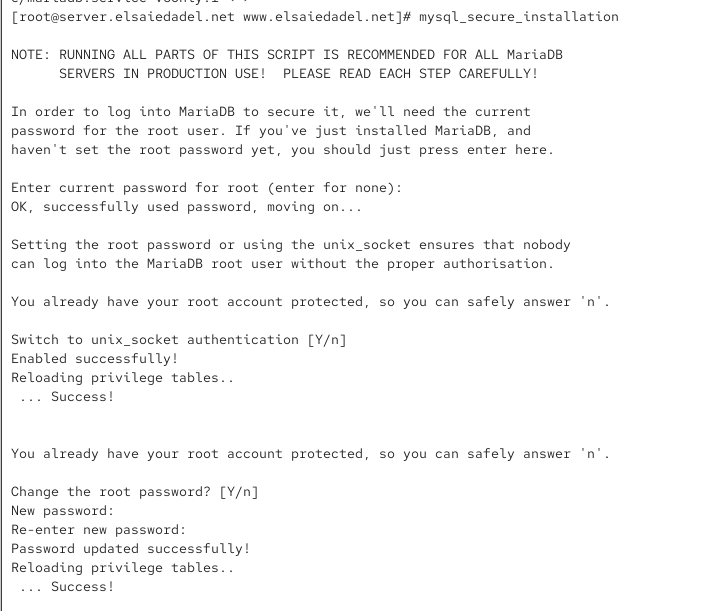 [root@server.elsaiedadel.net www.elsaiedadel.net]# mysql_secure_installation
NOTE: RUNNING ALL PARTS OF THIS SCRIPT IS RECOMMENDED FOR ALL MariaDB
SERVERS IN PRODUCTION USE!  PLEASE READ EACH STEP CAREFULLY!
In order to log into MariaDB to secure it, we'll need the current
password for the root user. If you've just installed MariaDB, and
haven't set the root password yet, you should just press enter here.
Enter current password for root (enter for none):
OK, successfully used password, moving on...
Setting the root password or using the unix_socket ensures that nobody
can log into the MariaDB root user without the proper authorisation.
You already have your root account protected, so you can safely answer 'n'.
Switch to unix_socket authentication [Y/n]
Enabled successfully!
Reloading privilege tables..
... Success!
You already have your root account protected, so you can safely answer 'n'.
Change the root password? [Y/n]
New password:
Re-enter new password:
Password updated successfully!
Reloading privilege tables..
... Success!